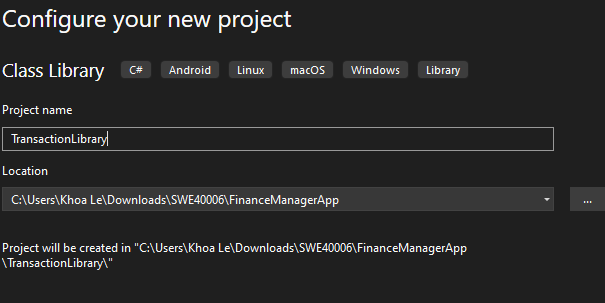 Configure your new project
Class Library C# Android Linux macOS Windows Library
Project name
TransactionLibrary
Location
C:\Users\Khoa Le\Downloads\SWE40006\FinanceManagerApp ...
Project will be created in "C:\Users\Khoa Le\Downloads\SWE40006\FinanceManagerApp
\TransactionLibrary\"